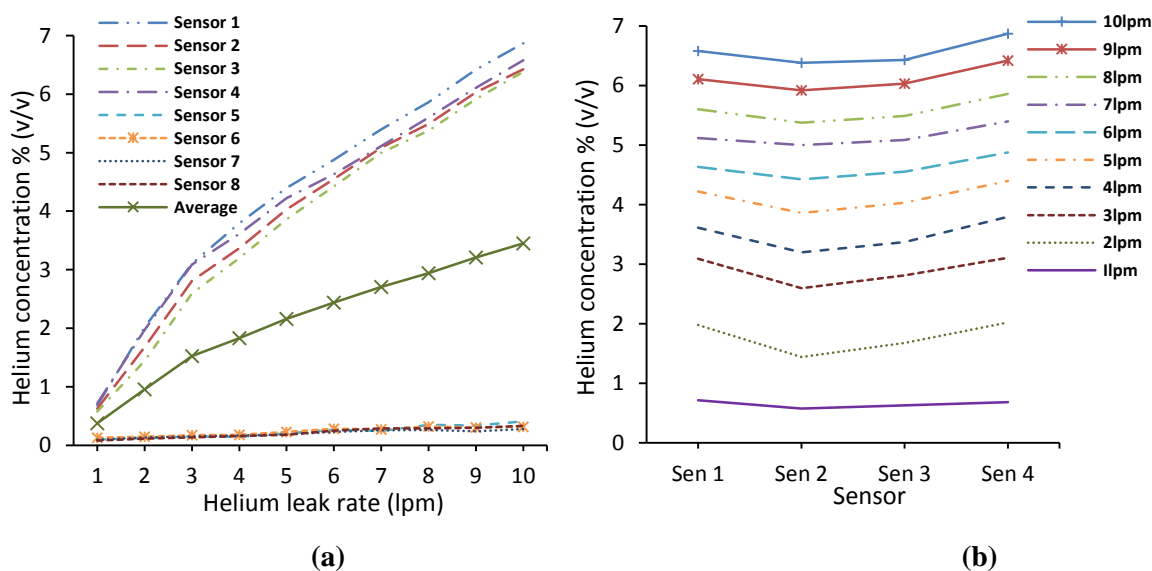 Sensor 1
Sensor 2
Sensor 3
Sensor 4
Sensor 5
Sensor 6
Sensor 7
Sensor 8
Average
7
6
5
4
3
2
1
0
Helium concentration % (v/v)
1 2 3 4 5 6 7 8 9 10
Helium leak rate (lpm)
(a)
7
6
5
4
3
2
1
0
Helium concentration % (v/v)
Sen 1 Sen 2 Sen 3 Sen 4
Sensor
10lpm
9lpm
8lpm
7lpm
6lpm
5lpm
4lpm
3lpm
2lpm
Ilpm
(b)